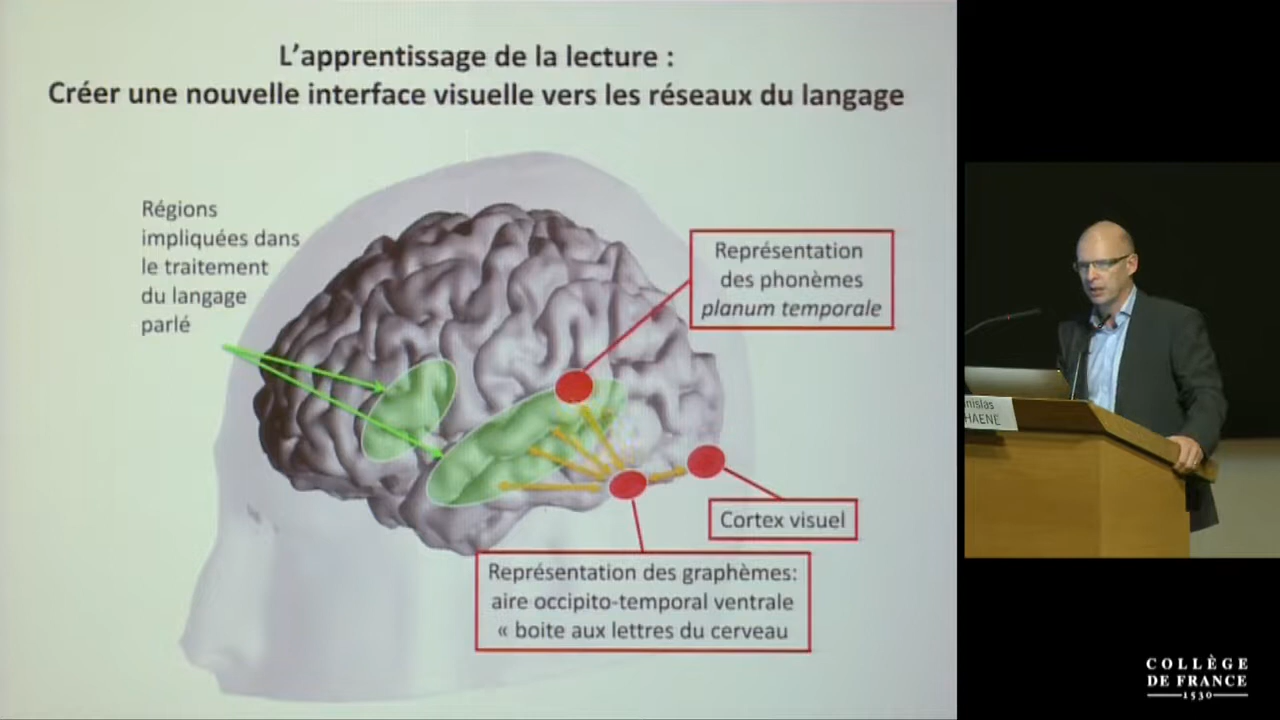 L'apprentissage de la lecture :
Créer une nouvelle interface visuelle vers les réseaux du langage
Régions
impliquées dans
le traitement
du langage
parlé
Représentation
des phonèmes
planum temporale
Cortex visuel
Représentation des graphèmes:
aire occipito-temporal ventrale
« boite aux lettres du cerveau
nislas
HAENE
COLLÈGE
DE FRANCE
1530